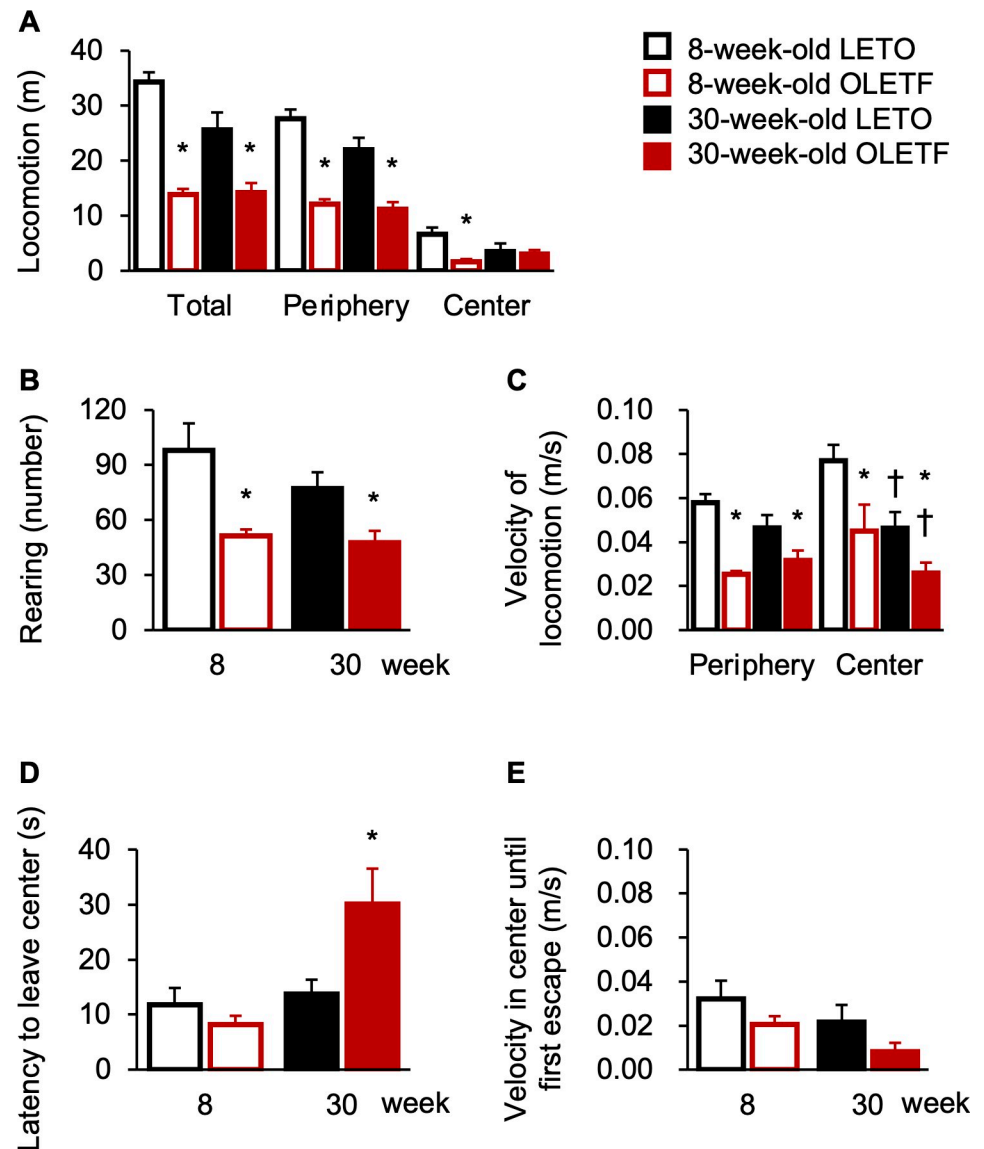 A
Locomotion (m)
40
30
20
10
0
* * * * *
Total Periphery Center
8-week-old LETO
8-week-old OLETF
30-week-old LETO
30-week-old OLETF
B
Rearing (number)
120
90
60
30
0
* *
8 30 week
C
Velocity of
locomotion (m/s)
0.10
0.08
0.06
0.04
0.02
0.00
* * * † *
†
Periphery Center
D
Latency to leave center (s)
40
30
20
10
0
*
8 30 week
E
Velocity in center until
first escape (m/s)
0.10
0.08
0.06
0.04
0.02
0.00
8 30 week